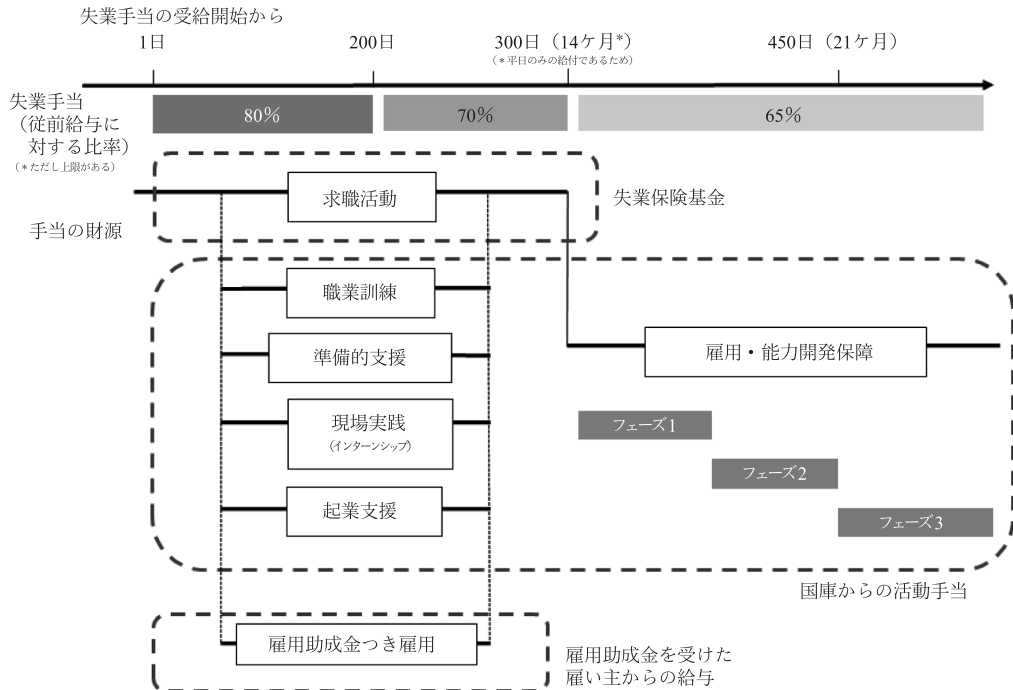 失業手当の受給開始から
1日
200日
300日（14ケ月*）
（*平日のみの給付であるため）
450日（21ケ月）
失業手当
（従前給与に
対する比率）
（*ただし上限がある）
80%
70%
65%
求職活動
失業保険基金
手当の財源
職業訓練
準備的支援
雇用・能力開発保障
現場実践
（インターンシップ）
フェーズ1
フェーズ2
起業支援
フェーズ3
国庫からの活動手当
雇用助成金つき雇用
雇用助成金を受けた
雇い主からの給与